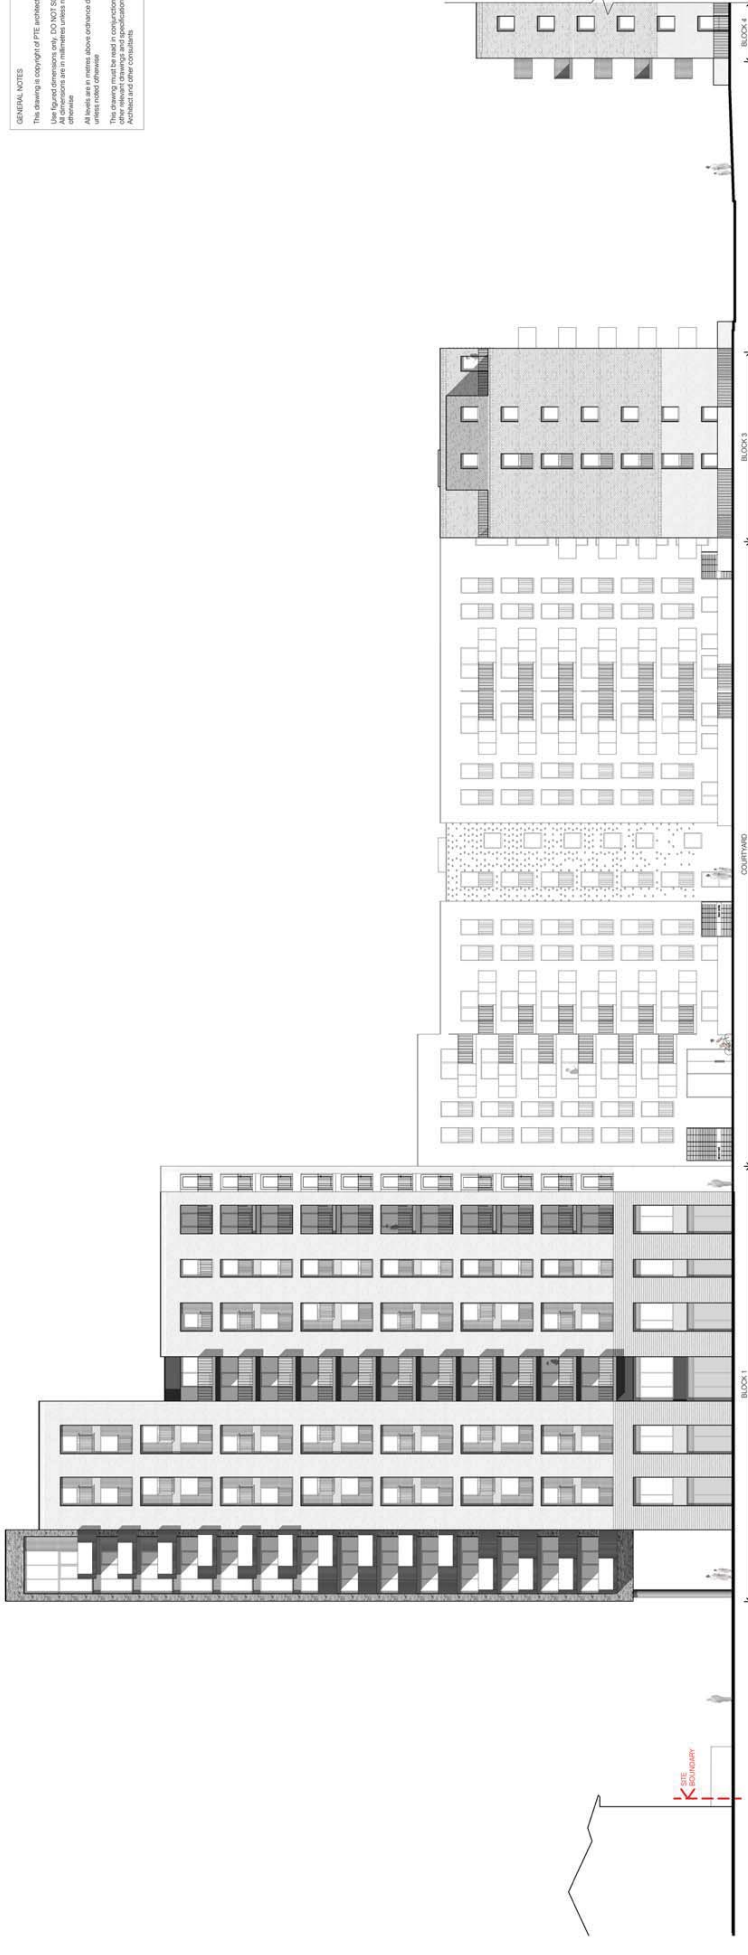 GENERAL NOTES
This drawing is copyright of PTE architect
Use figured dimensions only. DO NOT SC
All dimensions are in millimetres unless n
otherwise
All levels are in metres above ordnance d
unless noted otherwise
This drawing must be read in conjunction
other relevant drawings and specification
Architect and other consultants
SITE
BOUNDARY
BLOCK 1
COURTYARD
BLOCK 3
BLOCK 4